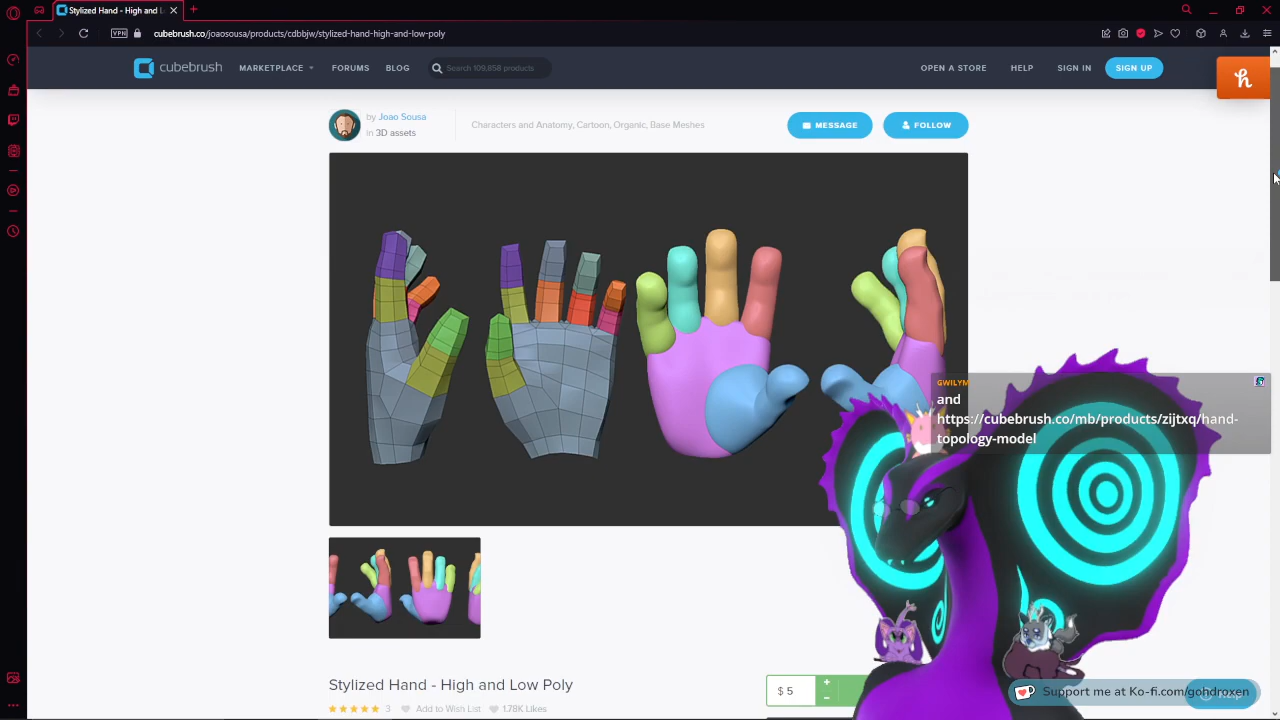 Stylized Hand - High and Low
VPN
cubebrush.co/joaosousa/products/cdbbjw/stylized-hand-high-and-low-poly
cubebrush
MARKETPLACE
FORUMS
BLOG
Search 109,858 products
OPEN A STORE
HELP
SIGN IN
SIGN UP
by Joao Sousa
in 3D assets
Characters and Anatomy, Cartoon, Organic, Base Meshes
MESSAGE
FOLLOW
GWILYM
and
https://cubebrush.co/mb/products/zijtxq/hand-
topology-model
Stylized Hand - High and Low Poly
$ 5
+
-
3
Add to Wish List
1.78K Likes
Support me at Ko-fi.com/gohdroxen